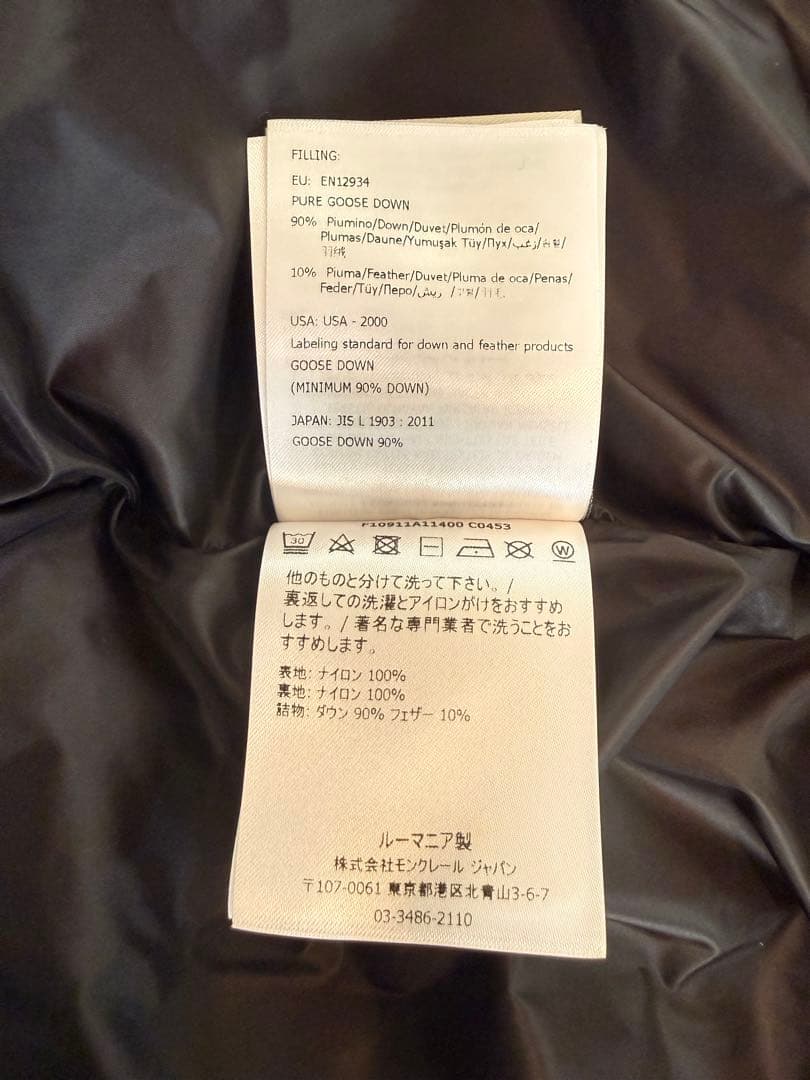 FILLING:
EU: EN12934
PURE GOOSE DOWN
90% Piumino/Down/Duvet/Plumón de oca/
Plumas/Daune/Yumuşak Tüy/Пух/زغب/
羽绒
10% Piuma/Feather/Duvet/Pluma de oca/Penas/
Feder/Tüy/Перо/ريش /
USA: USA - 2000
Labeling standard for down and feather products
GOOSE DOWN
(MINIMUM 90% DOWN)
JAPAN: JIS L 1903 : 2011
GOOSE DOWN 90%
F10911A11400 C0453
30
W
他のものと分けて洗って下さい。/
裏返しての洗濯とアイロンがけをおすすめ
します。/ 著名な専門業者で洗うことをお
すすめします。
表地: ナイロン 100%
裏地: ナイロン 100%
詰物: ダウン 90% フェザー 10%
ルーマニア製
株式会社モンクレール ジャパン
〒107-0061 東京都港区北青山3-6-7
03-3486-2110